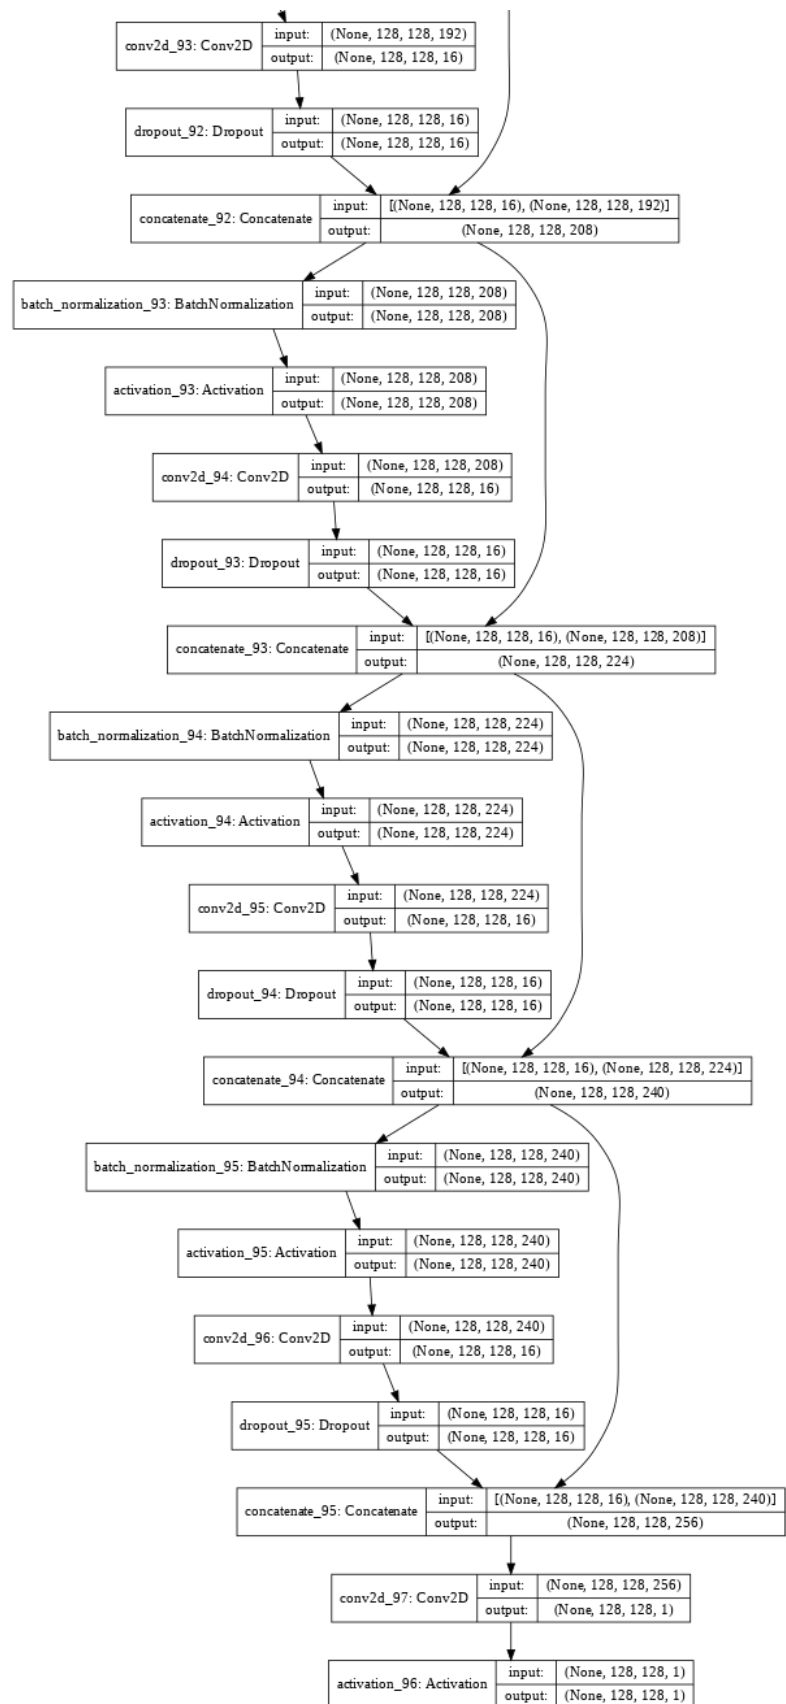 conv2d_93: Conv2D
input: (None, 128, 128, 192)
output: (None, 128, 128, 16)
dropout_92: Dropout
input: (None, 128, 128, 16)
output: (None, 128, 128, 16)
concatenate_92: Concatenate
input: [(None, 128, 128, 16), (None, 128, 128, 192)]
output: (None, 128, 128, 208)
batch_normalization_93: BatchNormalization
input: (None, 128, 128, 208)
output: (None, 128, 128, 208)
activation_93: Activation
input: (None, 128, 128, 208)
output: (None, 128, 128, 208)
conv2d_94: Conv2D
input: (None, 128, 128, 208)
output: (None, 128, 128, 16)
dropout_93: Dropout
input: (None, 128, 128, 16)
output: (None, 128, 128, 16)
concatenate_93: Concatenate
input: [(None, 128, 128, 16), (None, 128, 128, 208)]
output: (None, 128, 128, 224)
batch_normalization_94: BatchNormalization
input: (None, 128, 128, 224)
output: (None, 128, 128, 224)
activation_94: Activation
input: (None, 128, 128, 224)
output: (None, 128, 128, 224)
conv2d_95: Conv2D
input: (None, 128, 128, 224)
output: (None, 128, 128, 16)
dropout_94: Dropout
input: (None, 128, 128, 16)
output: (None, 128, 128, 16)
concatenate_94: Concatenate
input: [(None, 128, 128, 16), (None, 128, 128, 224)]
output: (None, 128, 128, 240)
batch_normalization_95: BatchNormalization
input: (None, 128, 128, 240)
output: (None, 128, 128, 240)
activation_95: Activation
input: (None, 128, 128, 240)
output: (None, 128, 128, 240)
conv2d_96: Conv2D
input: (None, 128, 128, 240)
output: (None, 128, 128, 16)
dropout_95: Dropout
input: (None, 128, 128, 16)
output: (None, 128, 128, 16)
concatenate_95: Concatenate
input: [(None, 128, 128, 16), (None, 128, 128, 240)]
output: (None, 128, 128, 256)
conv2d_97: Conv2D
input: (None, 128, 128, 256)
output: (None, 128, 128, 1)
activation_96: Activation
input: (None, 128, 128, 1)
output: (None, 128, 128, 1)